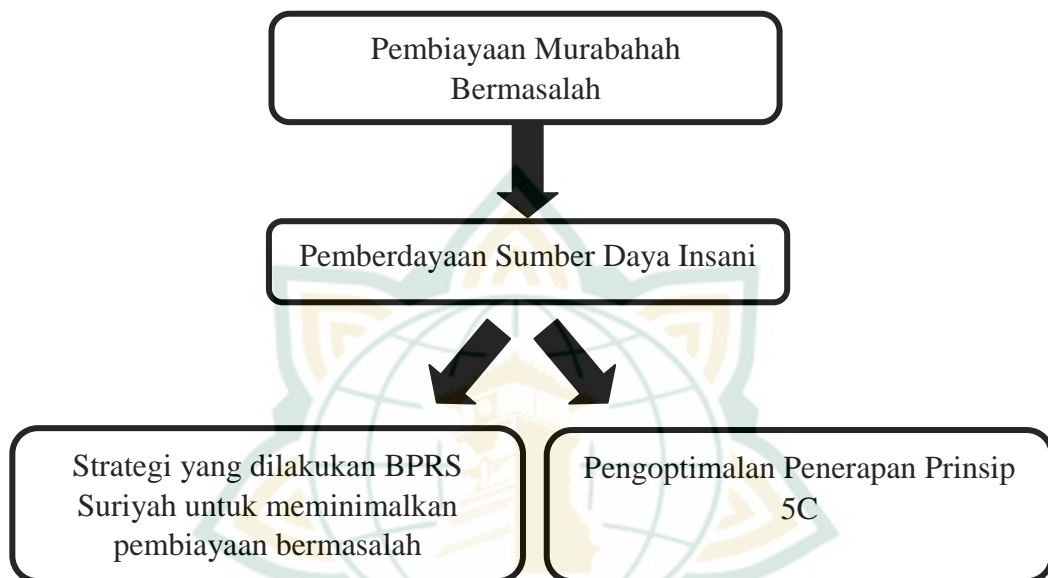 Pembiayaan Murabahah
Bermasalah
Pemberdayaan Sumber Daya Insani
Strategi yang dilakukan BPRS
Suriyah untuk meminimalkan
pembiayaan bermasalah
Pengoptimalan Penerapan Prinsip
5C